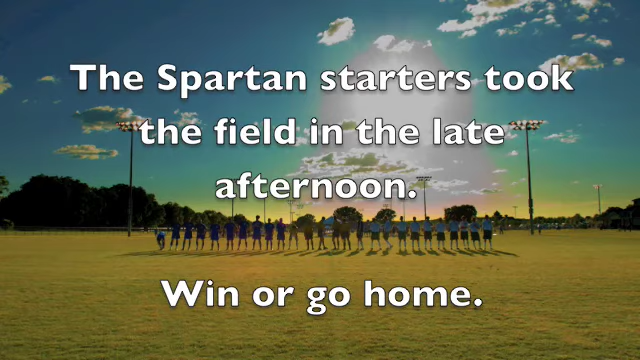 The Spartan starters took
the field in the late
afternoon.
Win or go home.